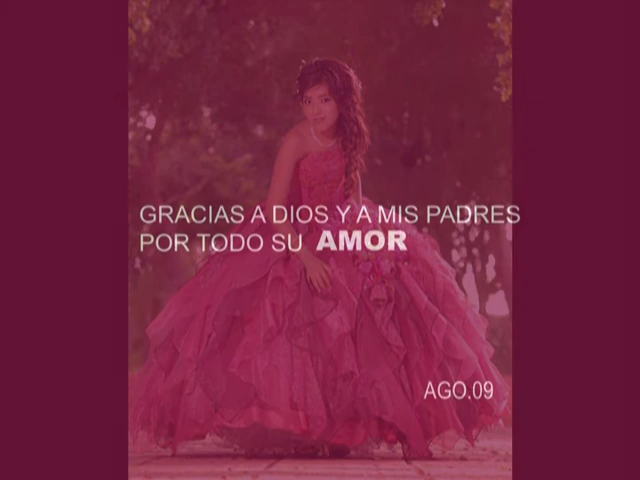 GRACIAS A DIOS Y A MIS PADRES
POR TODO SU AMOR
AGO.09